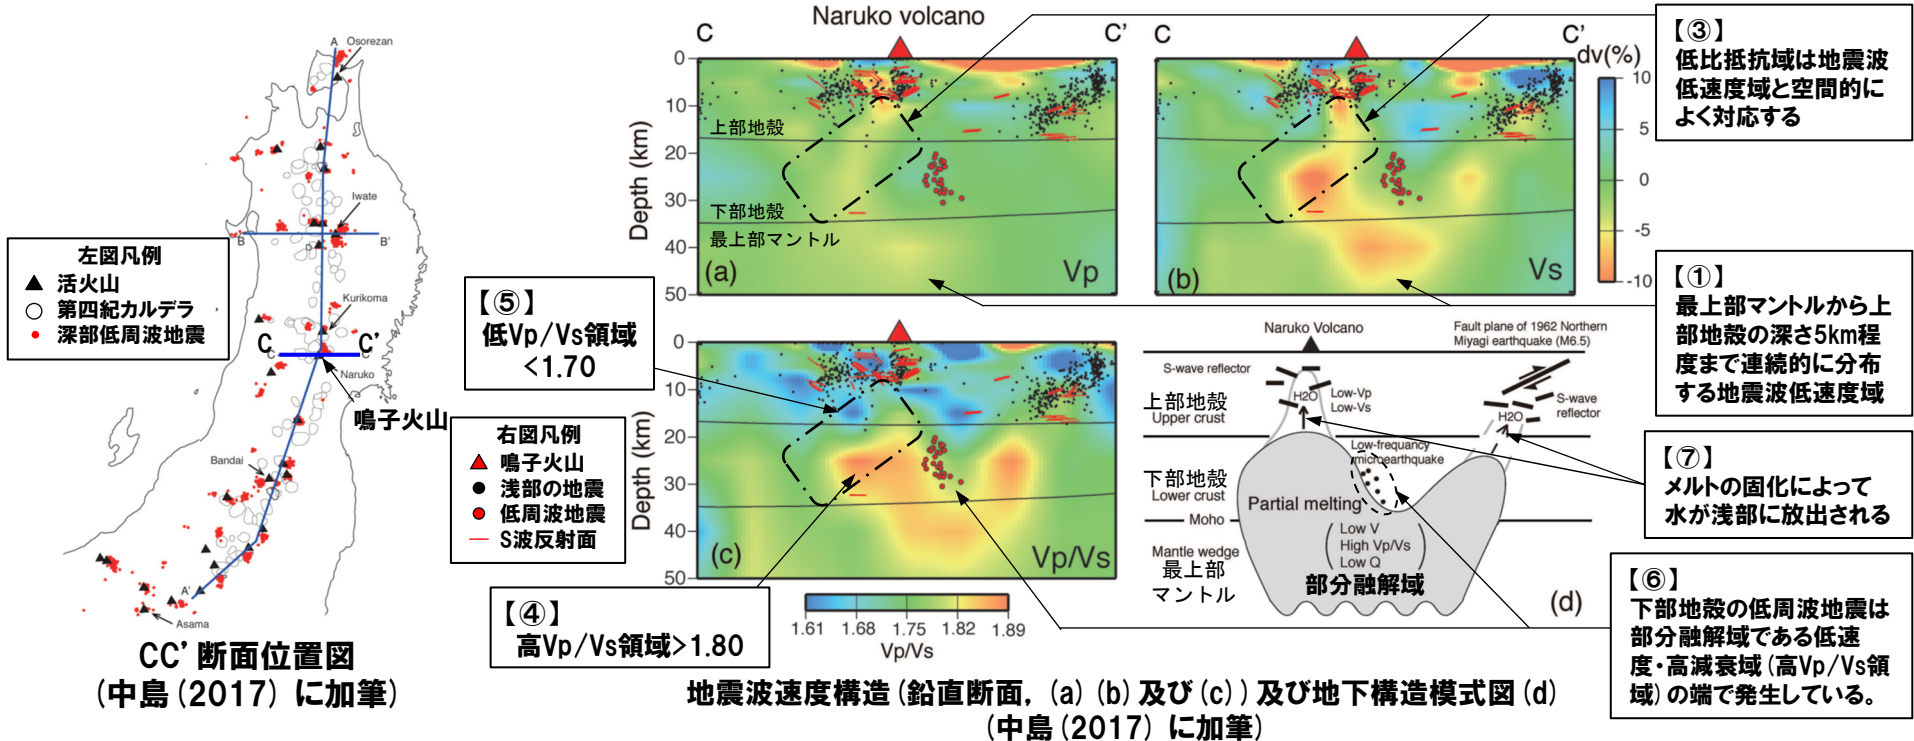 A
Osorezan
Iwate
B
B'
D
Kurikoma
C
C'
C
C'
Naruko
鳴子火山
Bandai
A'
Asama
左図凡例
活火山
第四紀カルデラ
深部低周波地震
CC’断面位置図
(中島(2017)に加筆)
Naruko volcano
C
C'
C
C'
dv(%)
10
5
0
-5
-10
0
10
20
30
40
50
Depth (km)
上部地殻
下部地殻
最上部マントル
(a)
Vp
(b)
Vs
0
10
20
30
40
50
Depth (km)
(c)
Vp/Vs
1.61
1.68
1.75
1.82
1.89
Vp/Vs
【⑤】
低Vp/Vs領域
<1.70
右図凡例
鳴子火山
浅部の地震
低周波地震
S波反射面
【④】
高Vp/Vs領域>1.80
【③】
低比抵抗域は地震波
低速度域と空間的に
よく対応する
【①】
最上部マントルから上
部地殻の深さ5km程
度まで連続的に分布
する地震波低速度域
【⑦】
メルトの固化によって
水が浅部に放出される
【⑥】
下部地殻の低周波地震は
部分融解域である低速
度・高減衰域(高Vp/Vs領
域)の端で発生している。
Naruko Volcano
Fault plane of 1962 Northern
Miyagi earthquake (M6.5)
S-wave reflector
上部地殻
Upper crust
H2O
Low-Vp
Low-Vs
H2O
S-wave
reflector
Low-frequancy
microearthquake
下部地殻
Lower crust
Partial melting
Moho
Low V
High Vp/Vs
Low Q
Mantle wedge
最上部
マントル
部分融解域
(d)
地震波速度構造(鉛直断面，(a)(b)及び(c))及び地下構造模式図(d)
(中島(2017)に加筆)